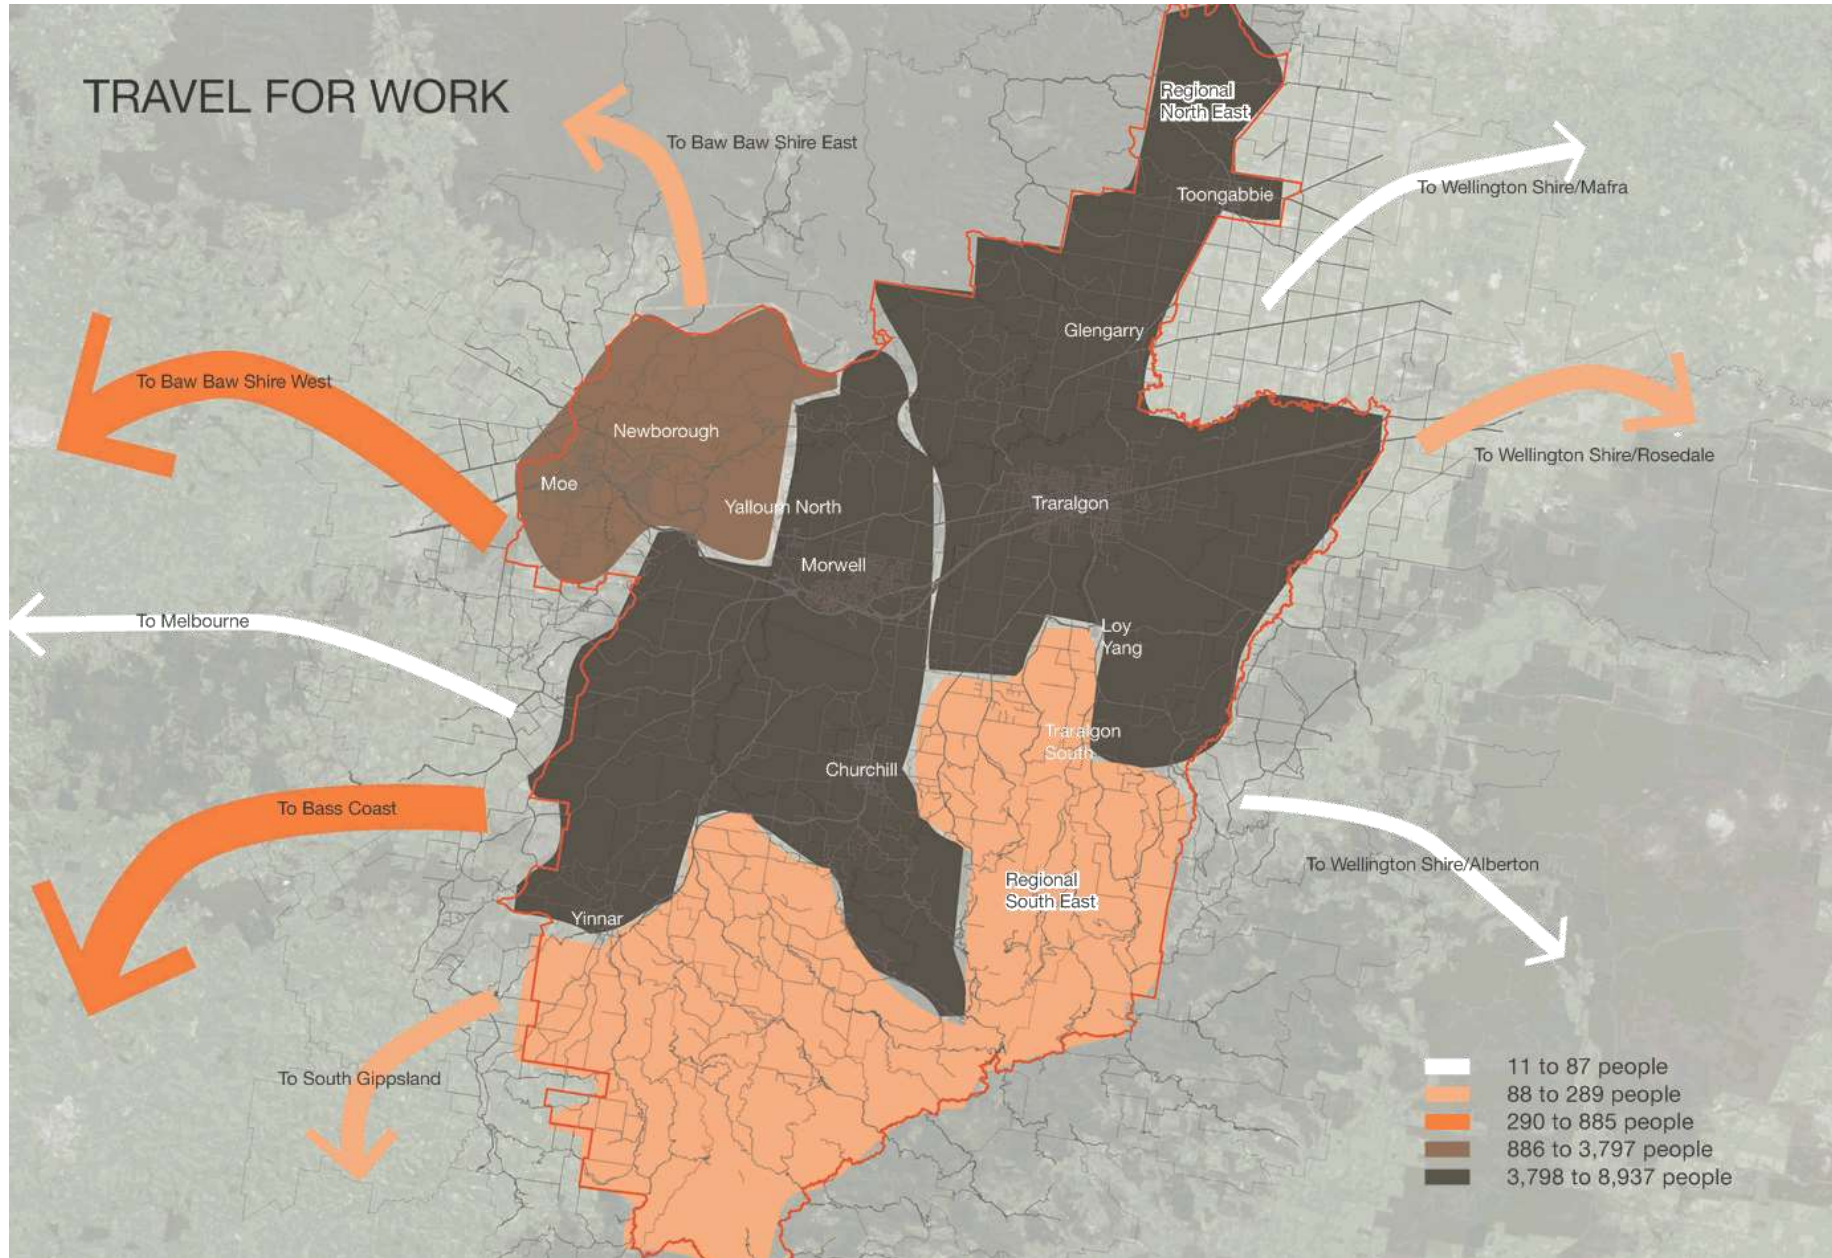 TRAVEL FOR WORK
Regional
North East
To Baw Baw Shire East
To Wellington Shire/Mafra
Toongabbie
Glengarry
To Baw Baw Shire West
Newborough
To Wellington Shire/Rosedale
Moe
Yallourn North
Traralgon
Morwell
To Melbourne
Loy
Yang
Traralgon
South
Churchill
To Bass Coast
To Wellington Shire/Alberton
Regional
South East
Yinnar
To South Gippsland
11 to 87 people
88 to 289 people
290 to 885 people
886 to 3,797 people
3,798 to 8,937 people